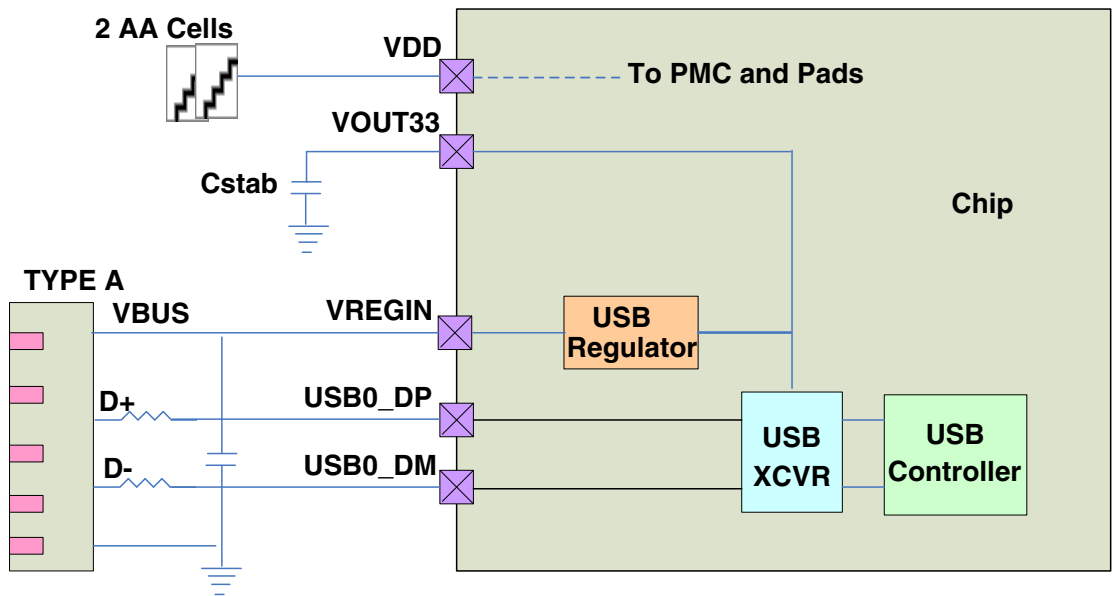 2 AA Cells
VDD
To PMC and Pads
VOUT33
Cstab
Chip
TYPE A
VBUS
VREGIN
USB
Regulator
D+
USB0_DP
USB
XCVR
USB
Controller
D-
USB0_DM